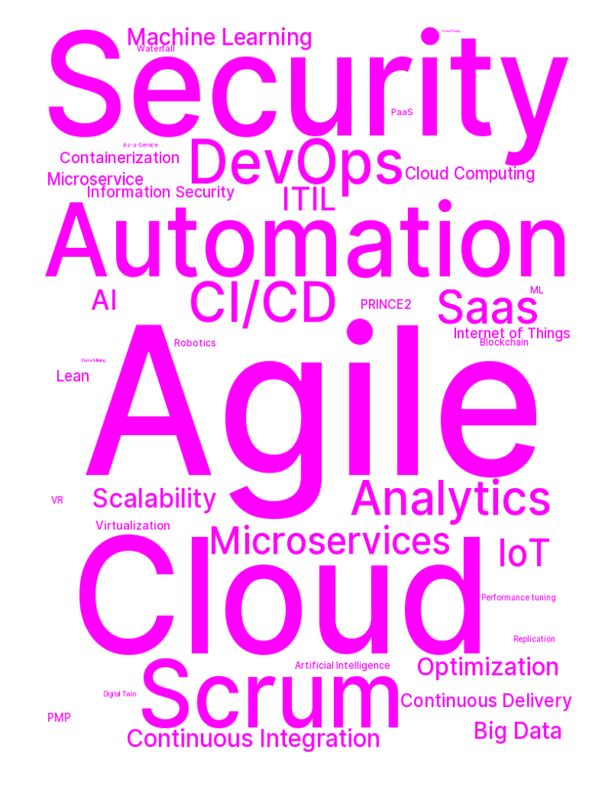 Machine Learning
Waterfall
Security
PaaS
As-a-Service
Containerization
DevOps
Cloud Computing
Microservice
Information Security
ITIL
Automation
AI
CI/CD
PRINCE2
Saas
ML
Internet of Things
Blockchain
Robotics
Agile
Data Mining
Lean
VR
Scalability
Analytics
Virtualization
Microservices
IoT
Cloud
Performance tuning
Replication
Artificial Intelligence
Optimization
Scrum
Digital Twin
Continuous Delivery
PMP
Big Data
Continuous Integration